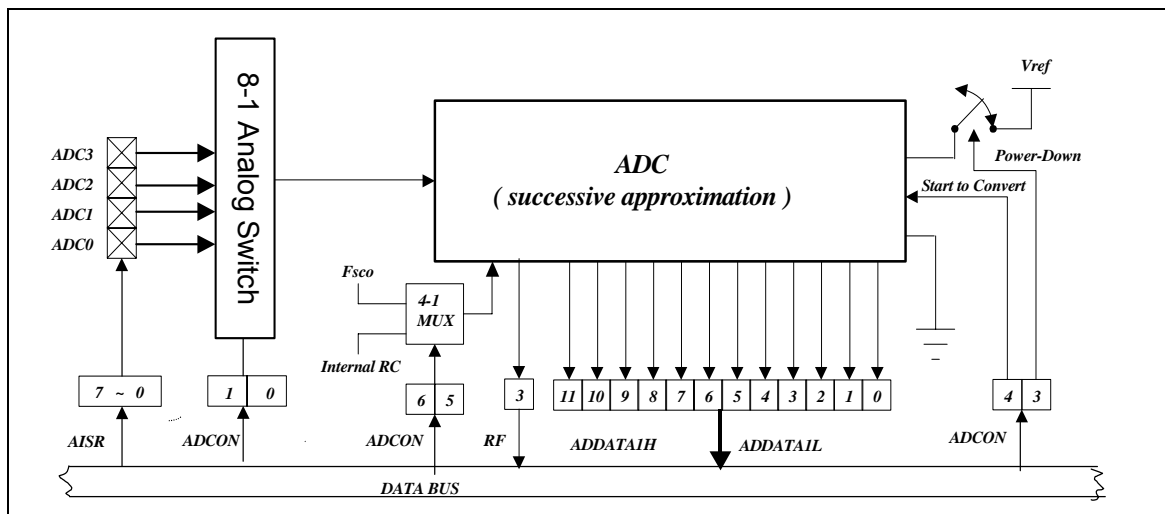 8-1 Analog Switch
ADC3
ADC2
ADC1
ADC0
ADC
( successive approximation )
Vref
Power-Down
Start to Convert
Fsco
4-1
MUX
Internal RC
7 ~ 0
1 0
6 5
3
11 10 9 8 7 6 5 4 3 2 1 0
4 3
AISR
ADCON
ADCON
RF
ADDATA1H
ADDATA1L
ADCON
DATA BUS